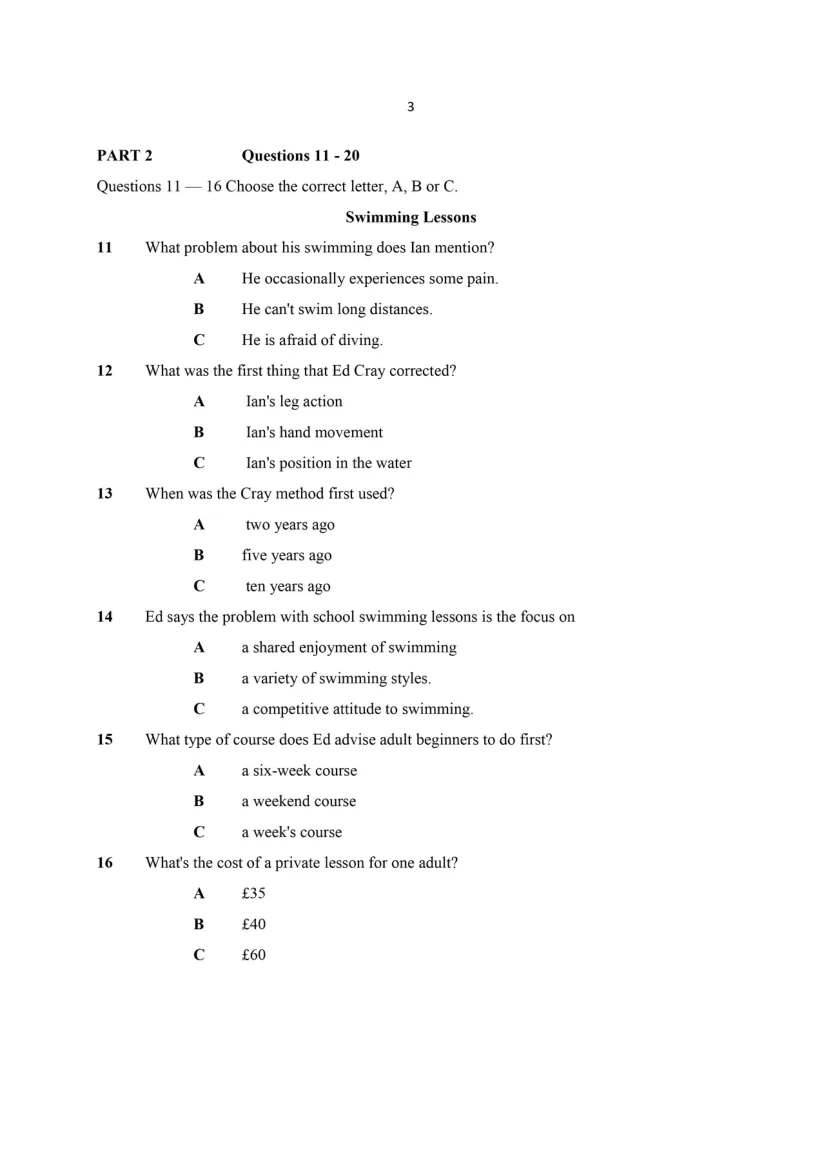 3
PART 2 Questions 11 - 20
Questions 11 — 16 Choose the correct letter, A, B or C.
Swimming Lessons
11 What problem about his swimming does Ian mention?
A He occasionally experiences some pain.
B He can't swim long distances.
C He is afraid of diving.
12 What was the first thing that Ed Cray corrected?
A Ian's leg action
B Ian's hand movement
C Ian's position in the water
13 When was the Cray method first used?
A two years ago
B five years ago
C ten years ago
14 Ed says the problem with school swimming lessons is the focus on
A a shared enjoyment of swimming
B a variety of swimming styles.
C a competitive attitude to swimming.
15 What type of course does Ed advise adult beginners to do first?
A a six-week course
B a weekend course
C a week's course
16 What's the cost of a private lesson for one adult?
A £35
B £40
C £60